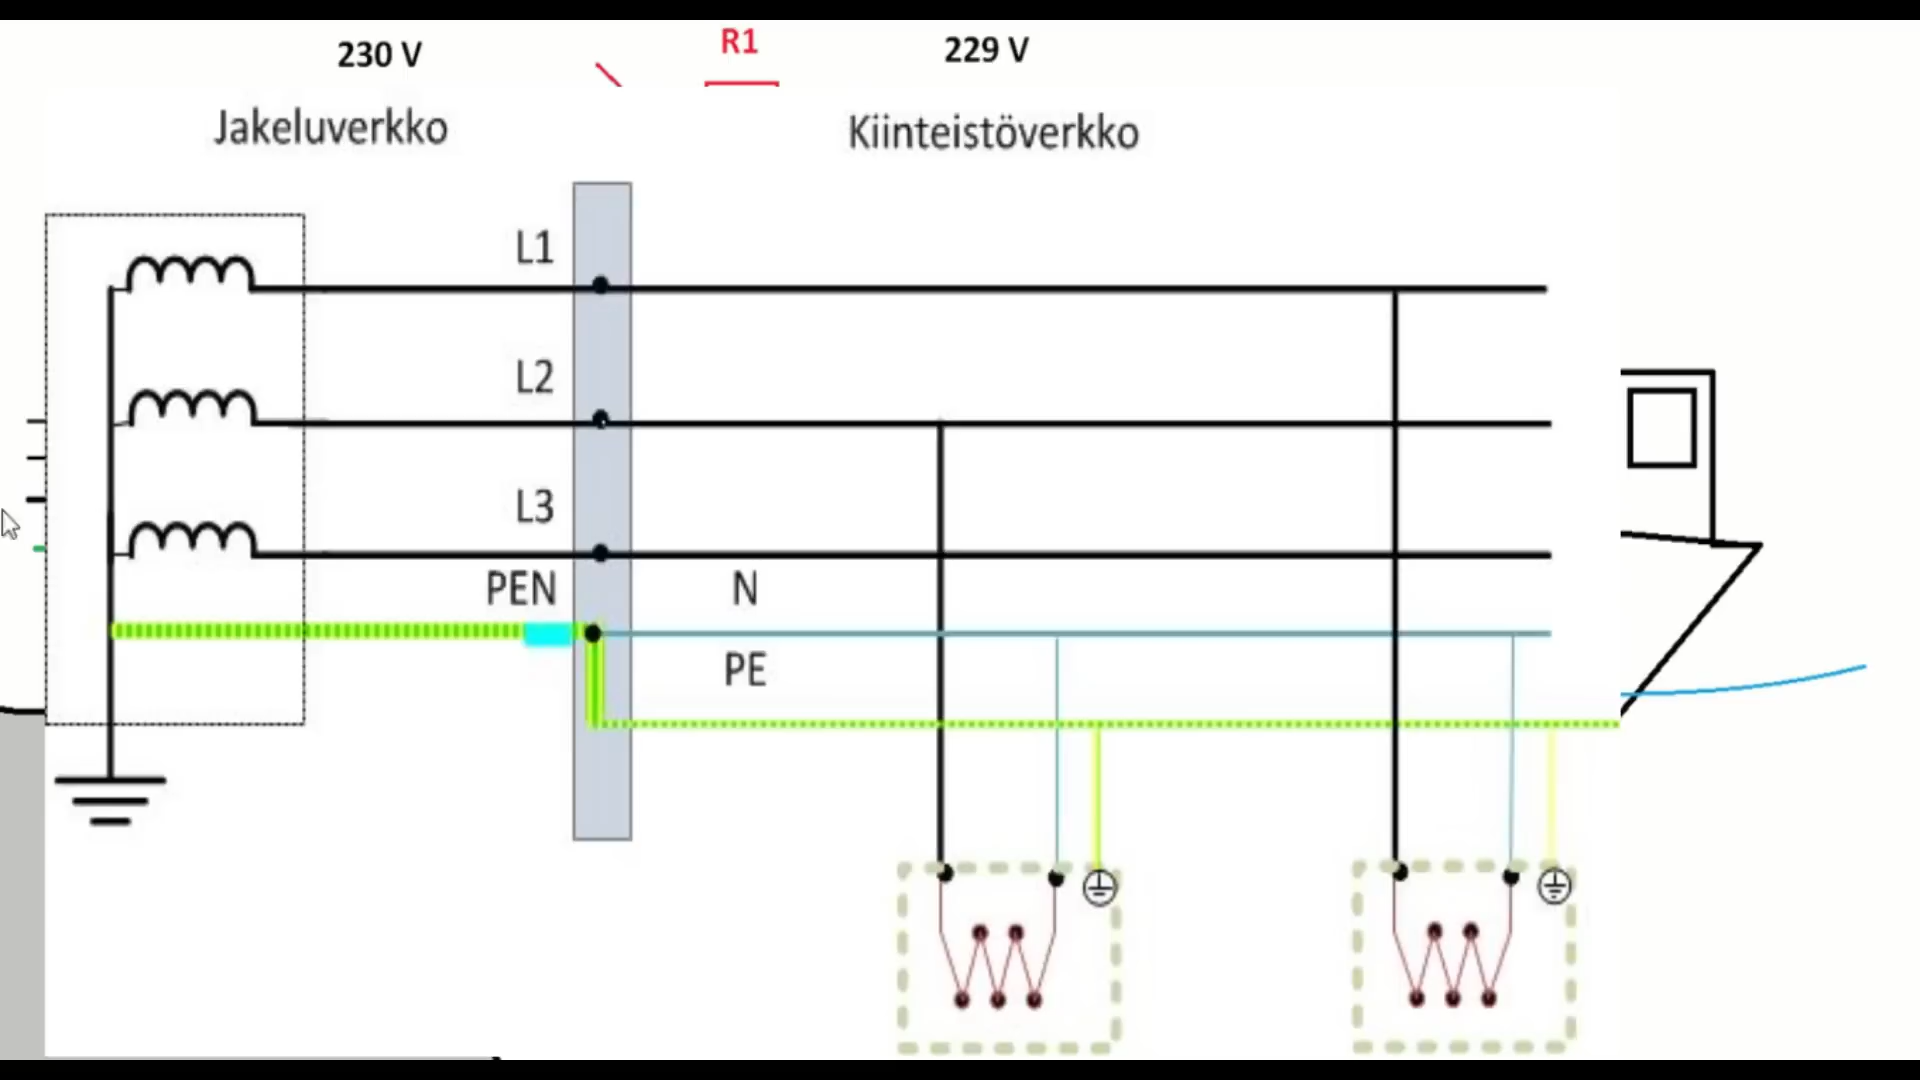 230 V
R1
229 V
Jakeluverkko
Kiinteistöverkko
L1
L2
L3
PEN
N
PE